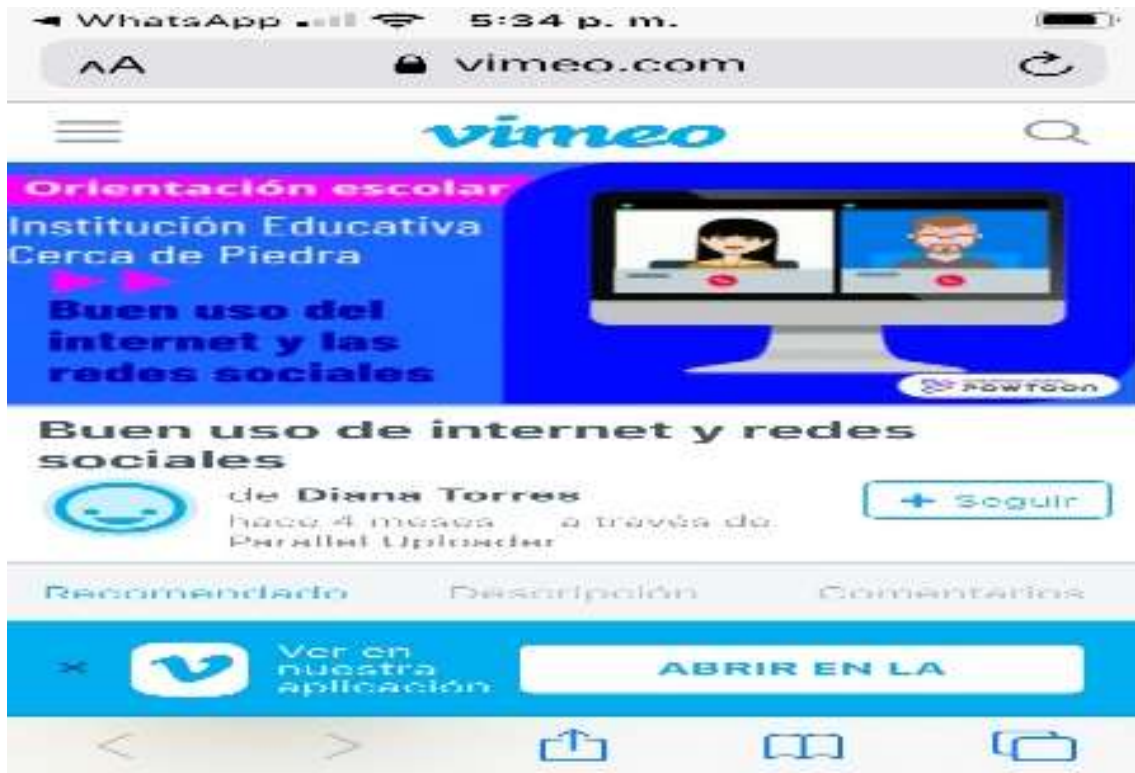 WhatsApp 5:34 p. m.
AA vimeo.com
vimeo
Orientación escolar
Institución Educativa
Cerca de Piedra
Buen uso del
internet y las
redes sociales
POWTOON
Buen uso de internet y redes
sociales
de Diana Torres
+ Seguir
hace 4 meses a través de
Parallel Uploader
Recomendado Descripción Comentarios
Ver en
nuestra
aplicación
ABRIR EN LA